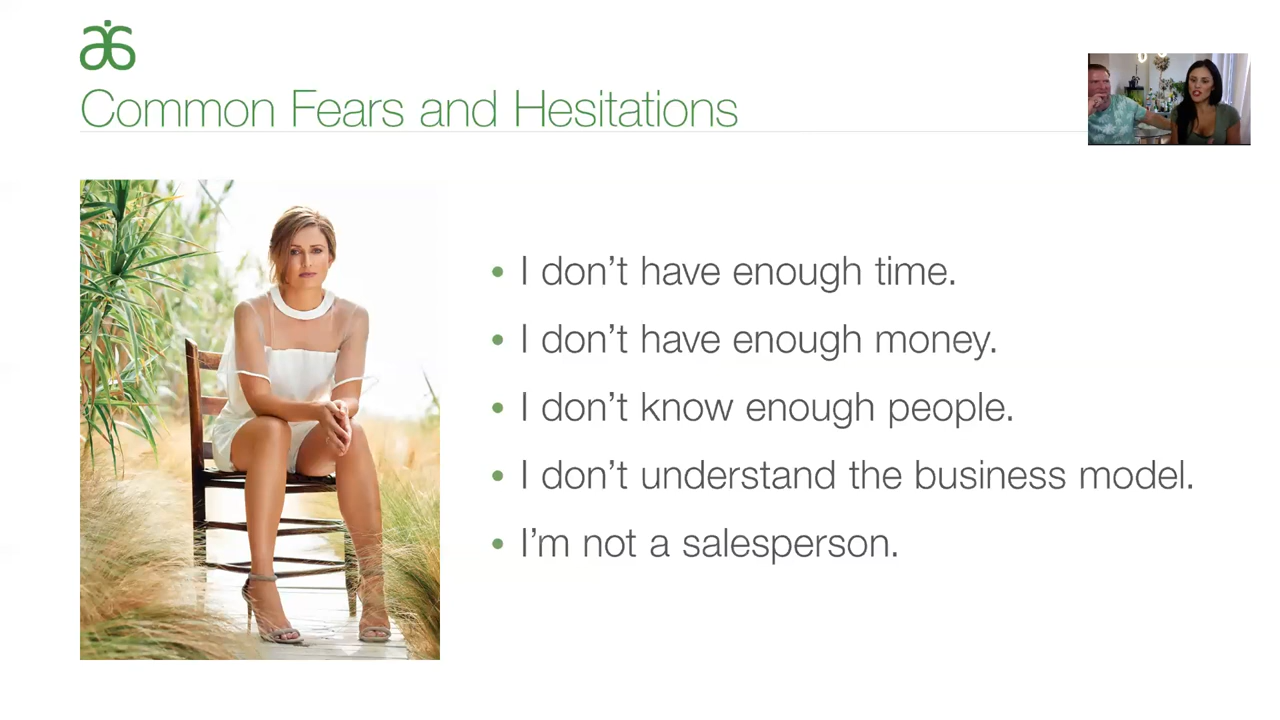 Common Fears and Hesitations
• I don’t have enough time.
• I don’t have enough money.
• I don’t know enough people.
• I don’t understand the business model.
• I’m not a salesperson.